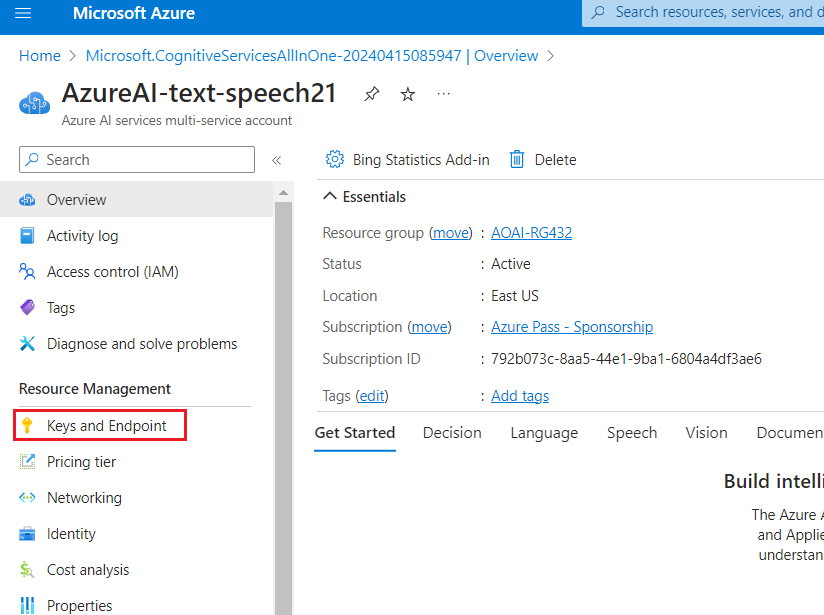 Microsoft Azure
Search resources, services, and d
Home > Microsoft.CognitiveServicesAllInOne-20240415085947 | Overview >
AzureAI-text-speech21
Azure AI services multi-service account
Search
«
Bing Statistics Add-in
Delete
Overview
Activity log
Access control (IAM)
Tags
Diagnose and solve problems
Resource Management
Keys and Endpoint
Pricing tier
Networking
Identity
Cost analysis
Properties
Essentials
Resource group (move) : AOAI-RG432
Status : Active
Location : East US
Subscription (move) : Azure Pass - Sponsorship
Subscription ID : 792b073c-8aa5-44e1-9ba1-6804a4df3ae6
Tags (edit) : Add tags
Get Started Decision Language Speech Vision Documen
Build intelli
The Azure A
and Applie
understan